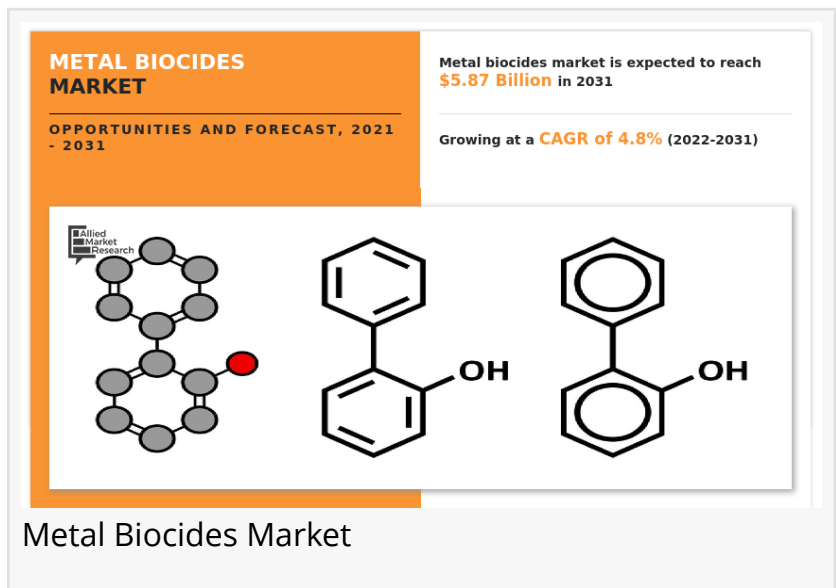 METAL BIOCIDES
MARKET
OPPORTUNITIES AND FORECAST, 2021
- 2031
Metal biocides market is expected to reach
$5.87 Billion in 2031
Growing at a CAGR of 4.8% (2022-2031)
Allied
Market
Research
OH
OH
Metal Biocides Market